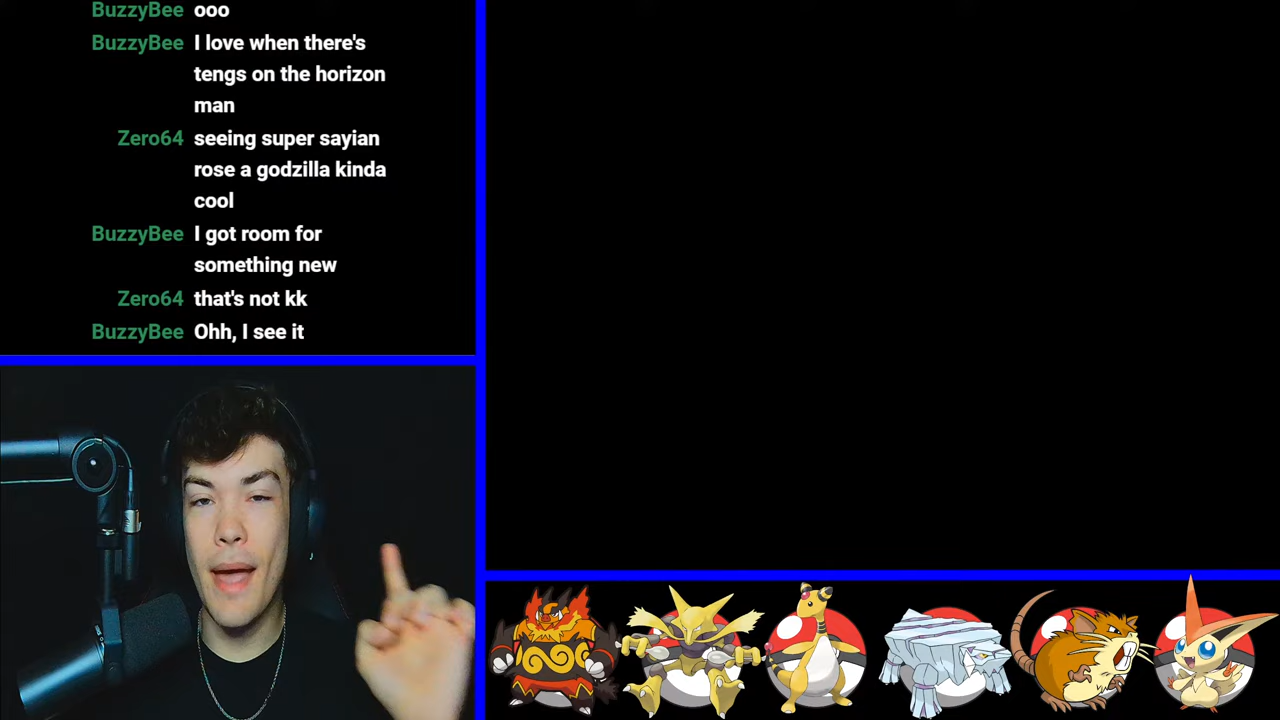 BuzzyBee ooo
BuzzyBee I love when there's
tengs on the horizon
man
Zero64 seeing super sayian
rose a godzilla kinda
cool
BuzzyBee I got room for
something new
Zero64 that's not kk
BuzzyBee Ohh, I see it